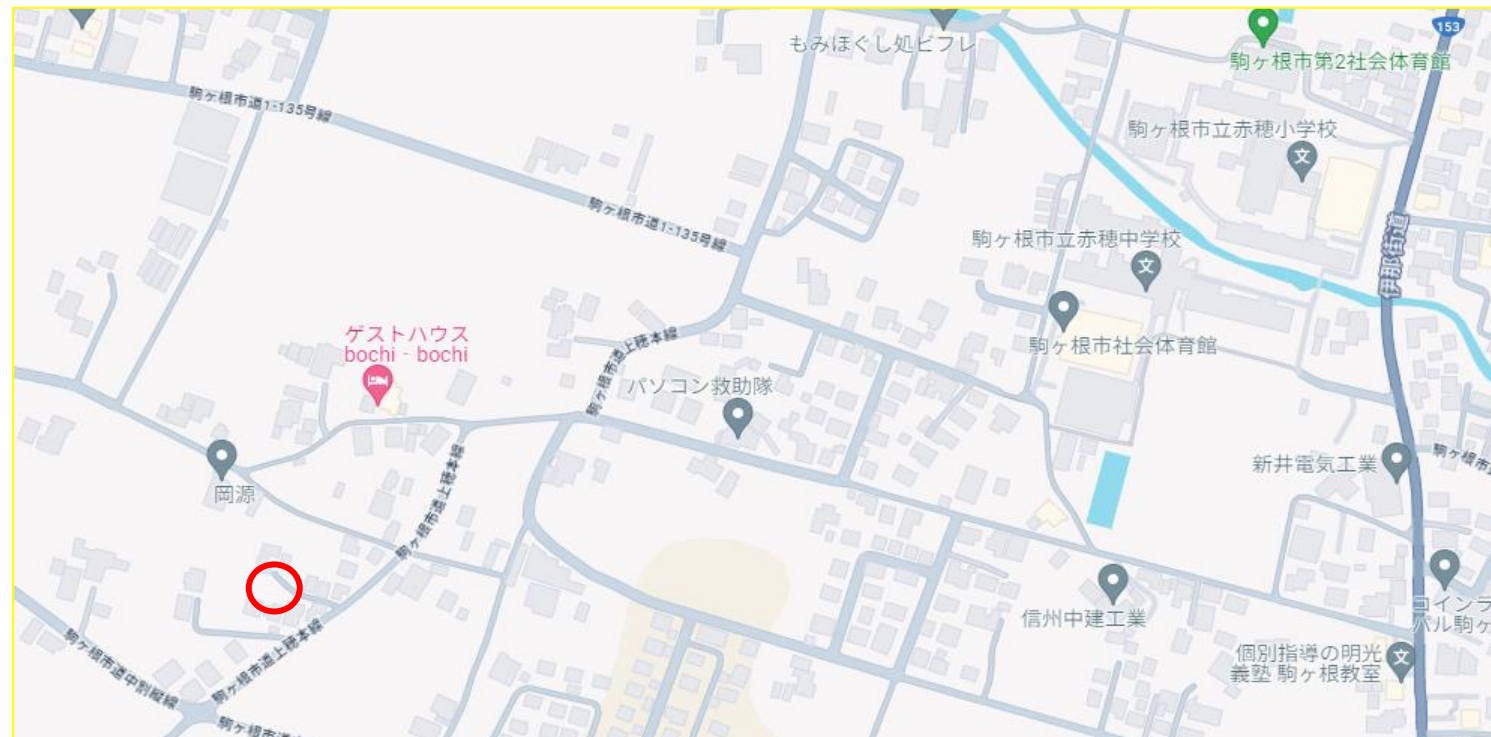 153
もみほぐし処ビフレ
駒ヶ根市第2社会体育館
駒ヶ根市道1-135号線
駒ヶ根市立赤穂小学校
駒ヶ根市道1-135号線
駒ヶ根市立赤穂中学校
伊那街道
ゲストハウス
bochi - bochi
駒ヶ根市道上穂本線
駒ヶ根市社会体育館
パソコン救助隊
新井電気工業
駒ヶ根市
岡源
駒ヶ根市道上穂本線
信州中建工業
コインラ
バル駒ヶ
駒ヶ根市道上穂本線
駒ヶ根市道中割縦線
個別指導の明光
義塾 駒ヶ根教室
駒ヶ根市道